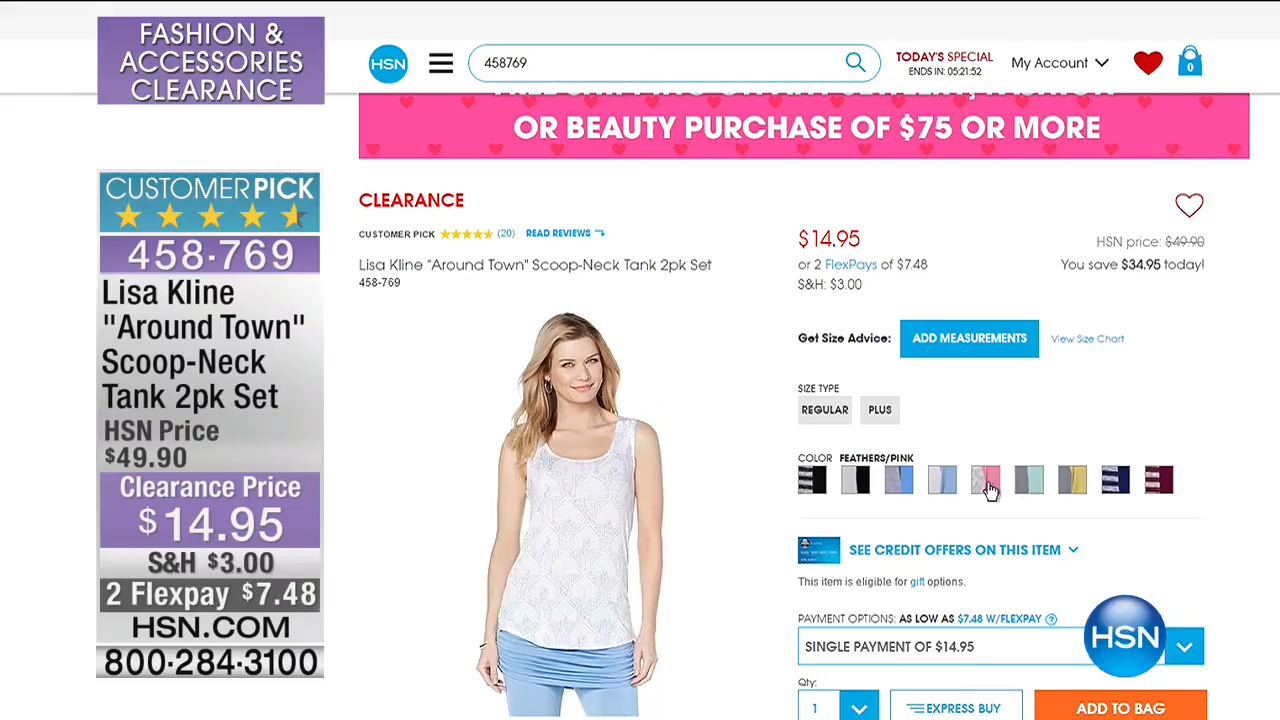 FASHION &
ACCESSORIES
CLEARANCE
CUSTOMER PICK
458-769
Lisa Kline
"Around Town"
Scoop-Neck
Tank 2pk Set
HSN Price
$49.90
Clearance Price
$14.95
S&H $3.00
2 Flexpay $7.48
HSN.COM
800-284-3100
HSN
458769
TODAY'S SPECIAL
ENDS IN: 05:21:52
My Account
0
FREE SHIPPING ON ANY JEWELRY, FASHION
OR BEAUTY PURCHASE OF $75 OR MORE
CLEARANCE
CUSTOMER PICK (20) READ REVIEWS
Lisa Kline "Around Town" Scoop-Neck Tank 2pk Set
458-769
$14.95
HSN price: $49.90
or 2 FlexPays of $7.48
You save $34.95 today!
S&H: $3.00
Get Size Advice: ADD MEASUREMENTS View Size Chart
SIZE TYPE
REGULAR PLUS
COLOR FEATHERS/PINK
SEE CREDIT OFFERS ON THIS ITEM
This item is eligible for gift options.
PAYMENT OPTIONS: AS LOW AS $7.48 W/FLEXPAY ?
SINGLE PAYMENT OF $14.95
HSN
Qty:
1 EXPRESS BUY ADD TO BAG